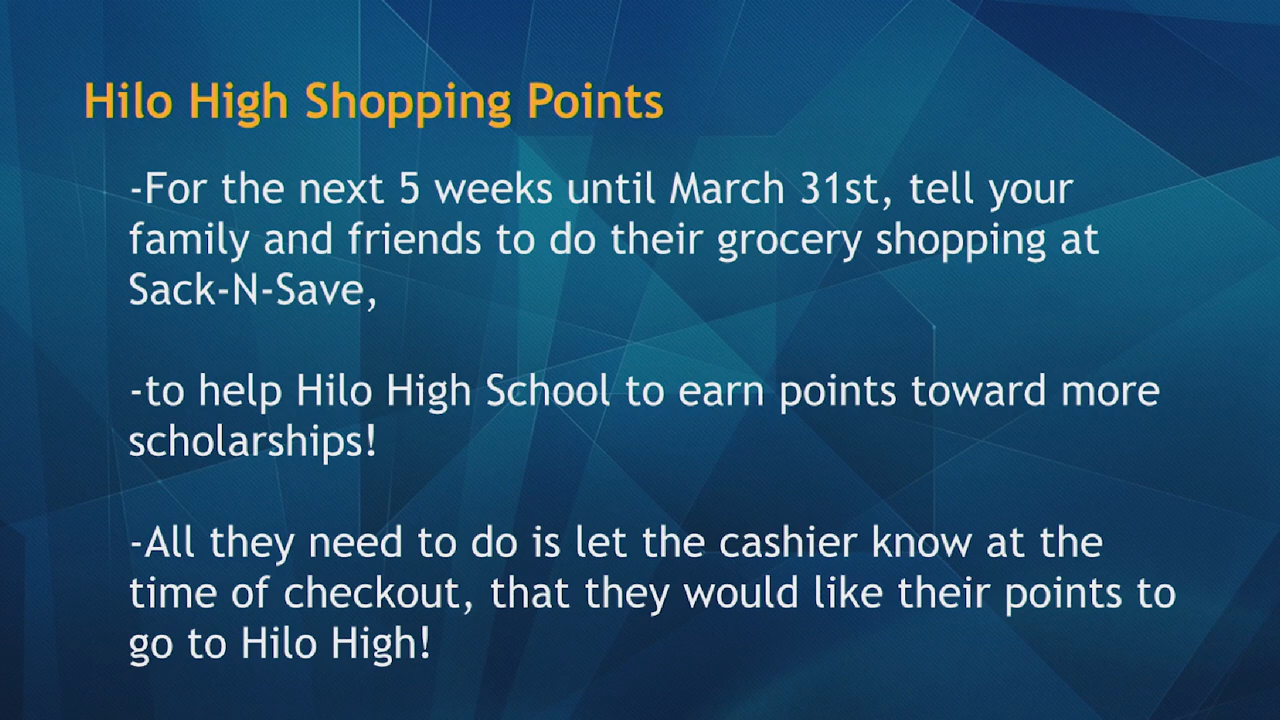 Hilo High Shopping Points
-For the next 5 weeks until March 31st, tell your
family and friends to do their grocery shopping at
Sack-N-Save,
-to help Hilo High School to earn points toward more
scholarships!
-All they need to do is let the cashier know at the
time of checkout, that they would like their points to
go to Hilo High!